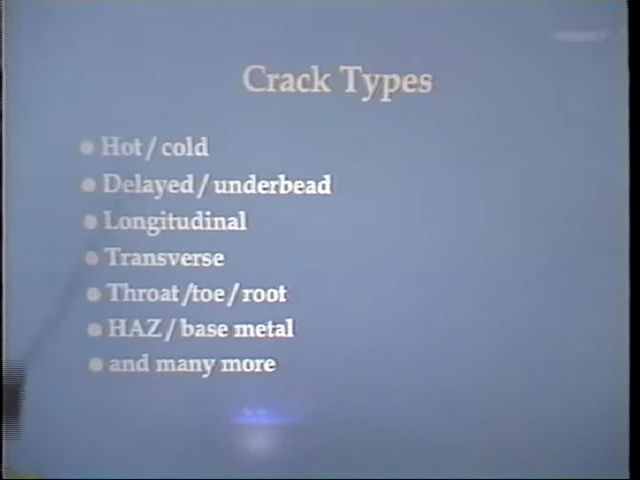 Crack Types
Hot / cold
Delayed / underbead
Longitudinal
Transverse
Throat /toe / root
HAZ / base metal
and many more